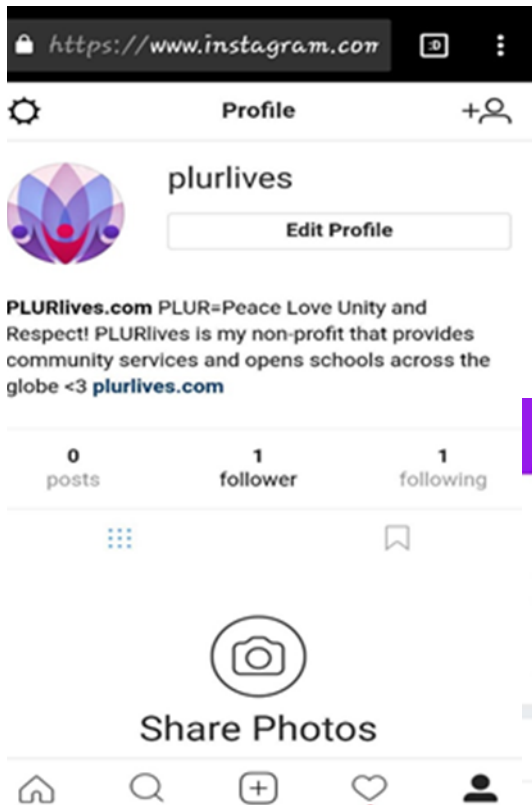 https://www.instagram.com
:D
Profile
plurlives
Edit Profile
PLURlives.com PLUR=Peace Love Unity and
Respect! PLURlives is my non-profit that provides
community services and opens schools across the
globe <3 plurlives.com
0 1 1
posts follower following
Share Photos